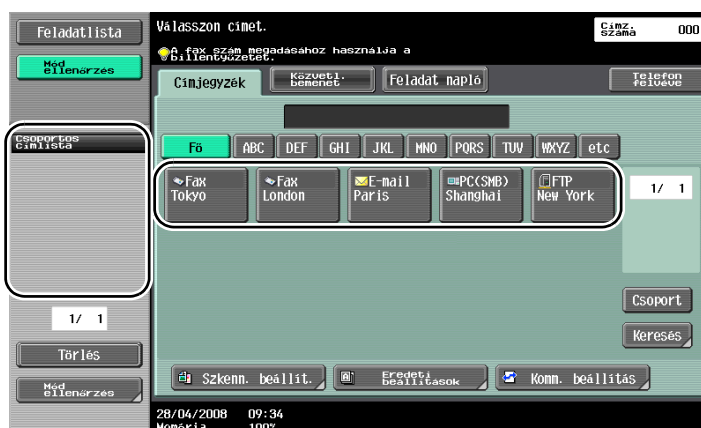 Feladatlista
Mód
ellenőrzés
Csoportos
címlista
1/ 1
Törlés
Mód
ellenőrzés
Válasszon címet.
A fax szám megadásához használja a
billentyűzetet.
Címz.
száma 000
Címjegyzék
Közvetl.
bemenet
Feladat napló
Telefon
felvéve
Fő ABC DEF GHI JKL MNO PQRS TUV WXYZ etc
Fax
Tokyo
Fax
London
E-mail
Paris
PC(SMB)
Shanghai
FTP
New York
1/ 1
Csoport
Keresés
Szkenn. beállít.
Eredeti
beállítások
Komm. beállítás
28/04/2008 09:34
Memória 100%